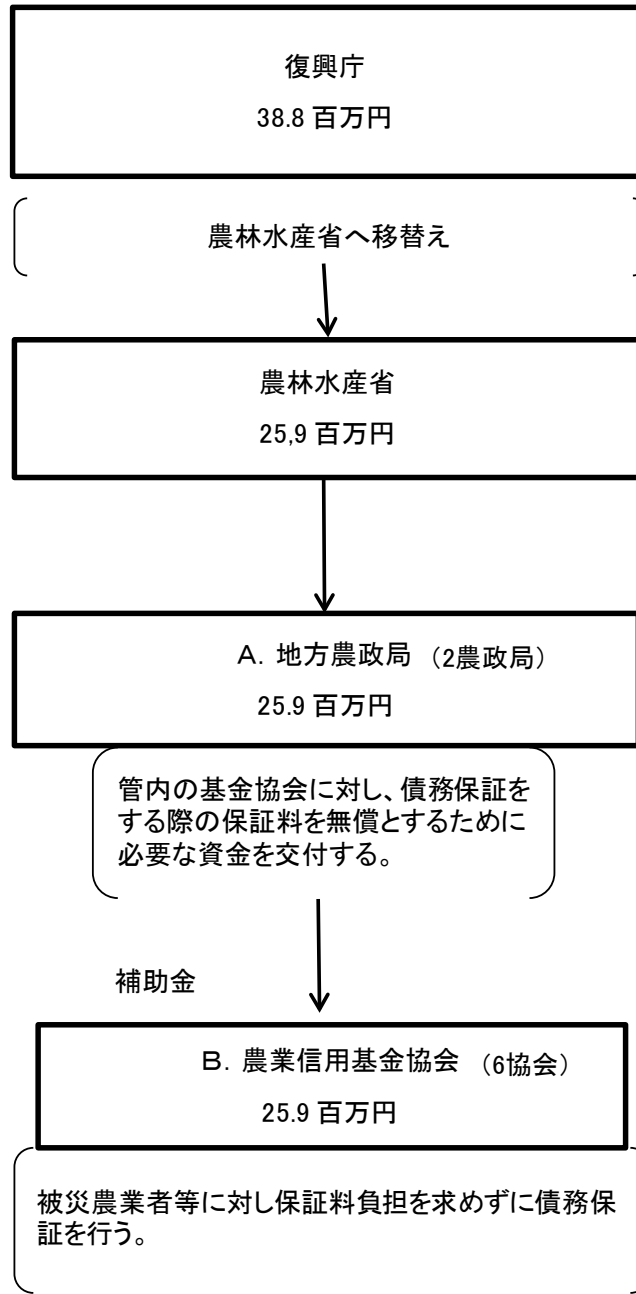 復興庁
38.8 百万円
農林水産省へ移替え
農林水産省
25,9 百万円
A．地方農政局 （2農政局）
25.9 百万円
管内の基金協会に対し、債務保証を
する際の保証料を無償とするために
必要な資金を交付する。
補助金
B．農業信用基金協会 （6協会）
25.9 百万円
被災農業者等に対し保証料負担を求めずに債務保
証を行う。